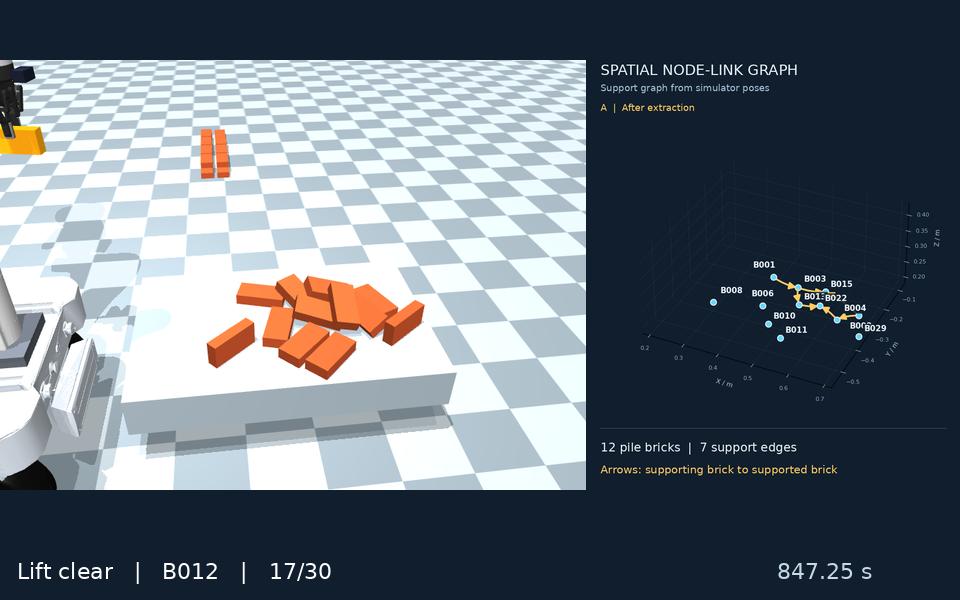 SPATIAL NODE-LINK GRAPH
Support graph from simulator poses
A | After extraction
0.40
0.35
0.30
0.25
0.20
Z / m
B001
B003
B015
B008
B006
B022
B004
B010
B029
B011
-0.1
-0.2
-0.3
-0.4
-0.5
Y / m
0.2
0.3
0.4
0.5
0.6
0.7
X / m
12 pile bricks | 7 support edges
Arrows: supporting brick to supported brick
Lift clear | B012 | 17/30
847.25 s